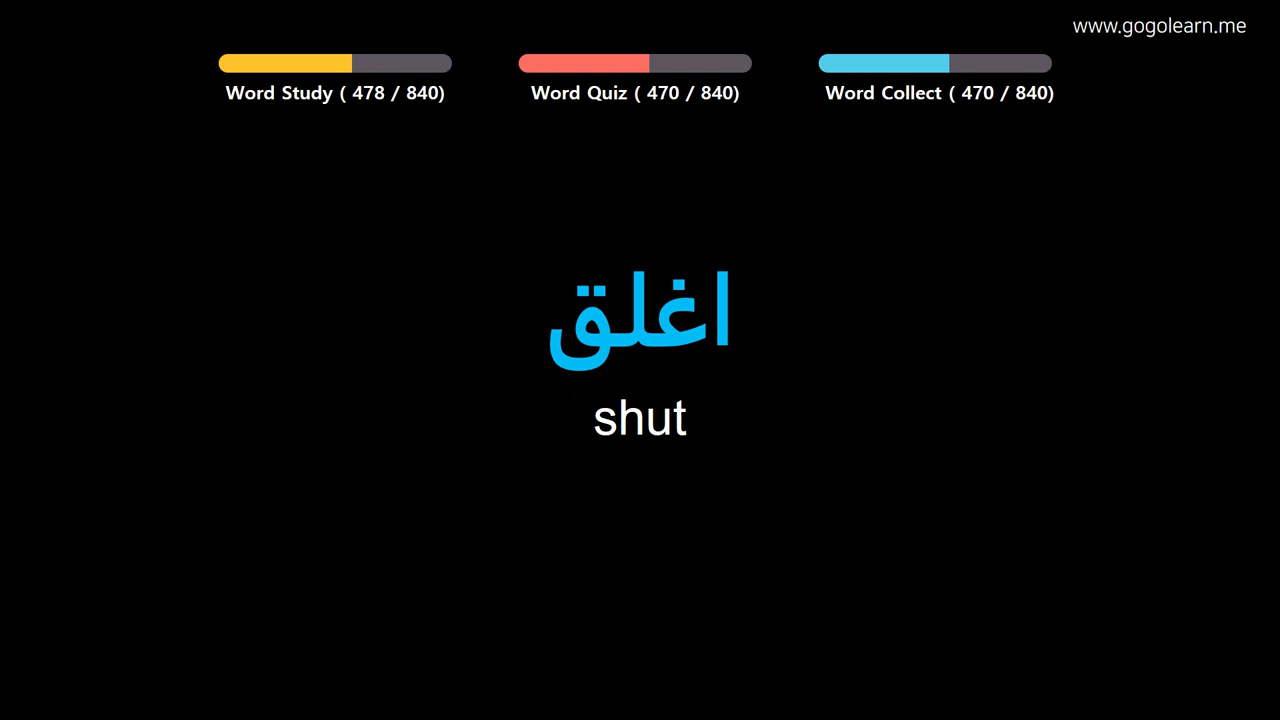 www.gogolearn.me
Word Study ( 478 / 840)
Word Quiz ( 470 / 840)
Word Collect ( 470 / 840)
اغلق
shut